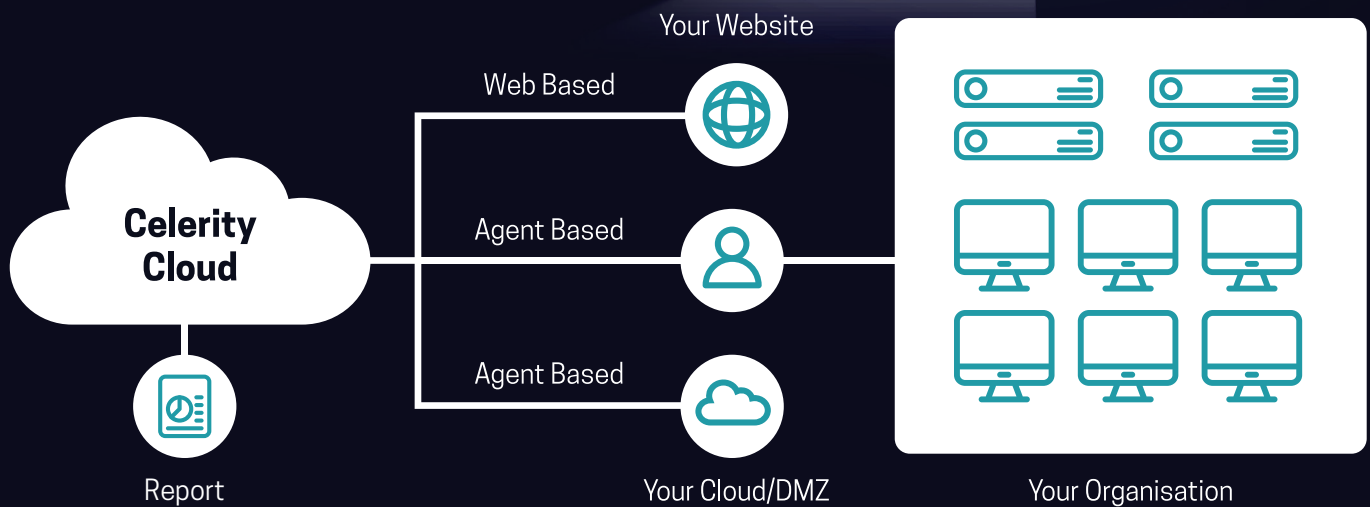 Your Website
Web Based
Celerity
Cloud
Agent Based
Agent Based
Report
Your Cloud/DMZ
Your Organisation